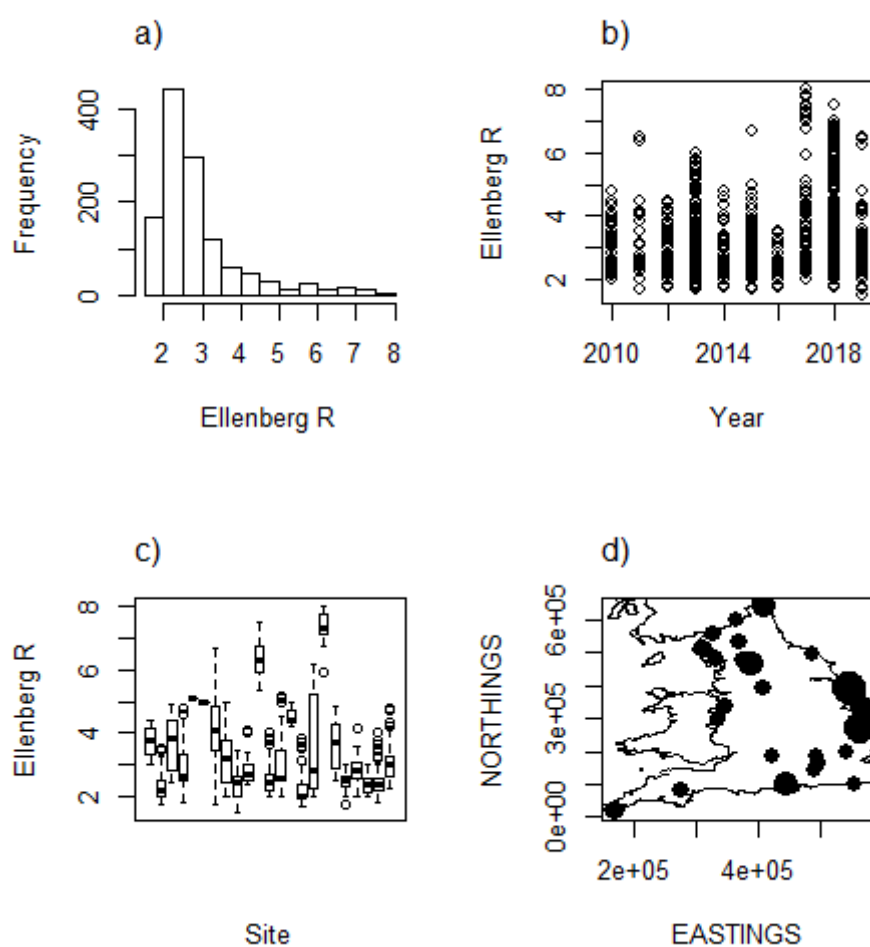 a)
Frequency
0
200
400
2 3 4 5 6 7 8
Ellenberg R
b)
Ellenberg R
2
4
6
8
2010 2014 2018
Year
c)
Ellenberg R
2
4
6
8
Site
d)
NORTHINGS
0e+00
3e+05
6e+05
2e+05 4e+05
EASTINGS